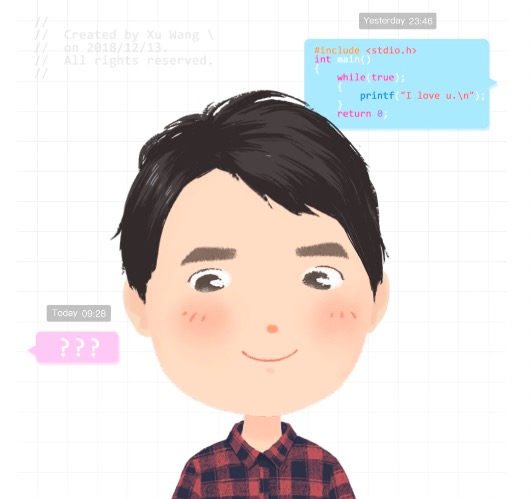 //
//  Created by Xu Wang \
//  on 2018/12/13.
//  All rights reserved.
//
Yesterday 23:46
#include <stdio.h>
int main()
{
    while(true);
    {
        printf("I love u.\n");
    }
    return 0;
Today 09:28
???